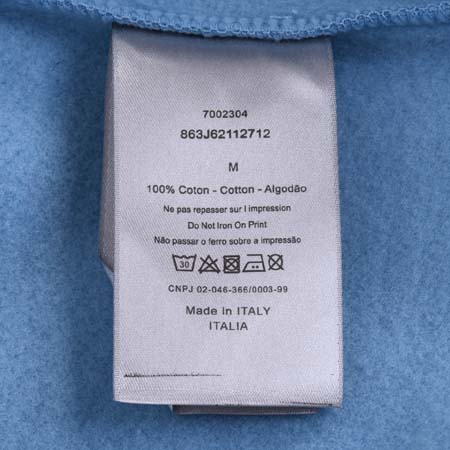 7002304
863J62112712
M
100% Coton - Cotton - Algodão
Ne pas repasser sur l impression
Do Not Iron On Print
Não passar o ferro sobre a impressão
30
CNPJ 02-046-366/0003-99
Made in ITALY
ITALIA